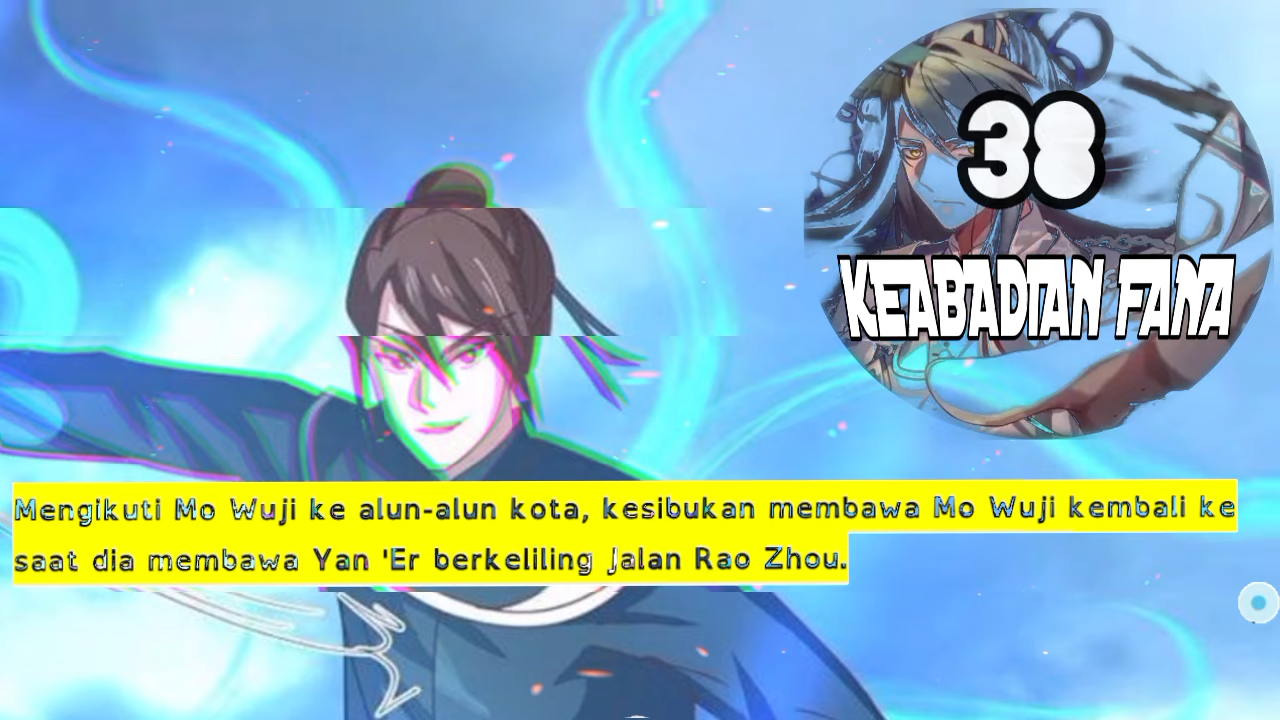 38
KEABADIAN FANA
Mengikuti Mo Wuji ke alun-alun kota, kesibukan membawa Mo Wuji kembali ke
saat dia membawa Yan 'Er berkeliling Jalan Rao Zhou.